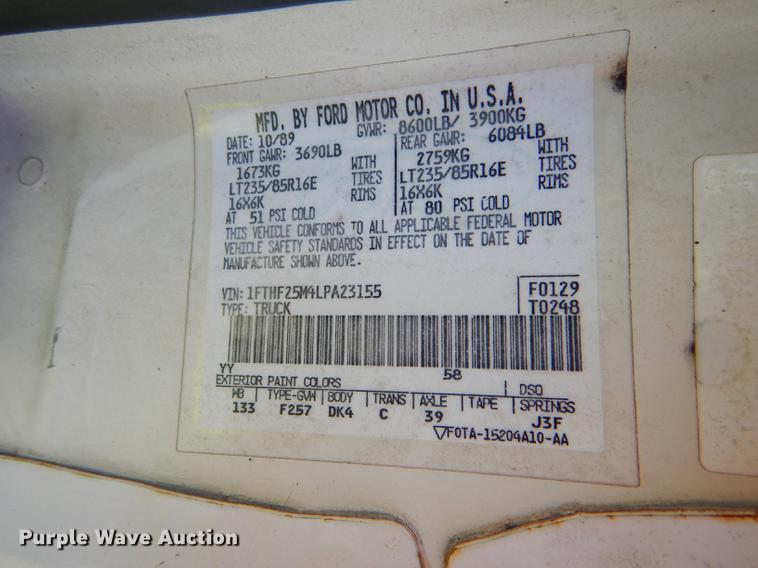 MFD. BY FORD MOTOR CO. IN U.S.A.
DATE: 10/89 GVWR: 8600LB/ 3900KG
FRONT GAWR: 3690LB REAR GAWR: 6084LB
1673KG WITH 2759KG WITH
LT235/85R16E TIRES LT235/85R16E TIRES
16X6K RIMS 16X6K RIMS
AT 51 PSI COLD AT 80 PSI COLD
THIS VEHICLE CONFORMS TO ALL APPLICABLE FEDERAL MOTOR
VEHICLE SAFETY STANDARDS IN EFFECT ON THE DATE OF
MANUFACTURE SHOWN ABOVE.
VIN: 1FTHF25M4LPA23155 F0129
TYPE: TRUCK T0248
YY 58
EXTERIOR PAINT COLORS DSO
WB TYPE-GVW BODY TRANS AXLE TAPE SPRINGS
133 F257 DK4 C 39 J3F
F0TA-15204A10-AA
Purple Wave Auction